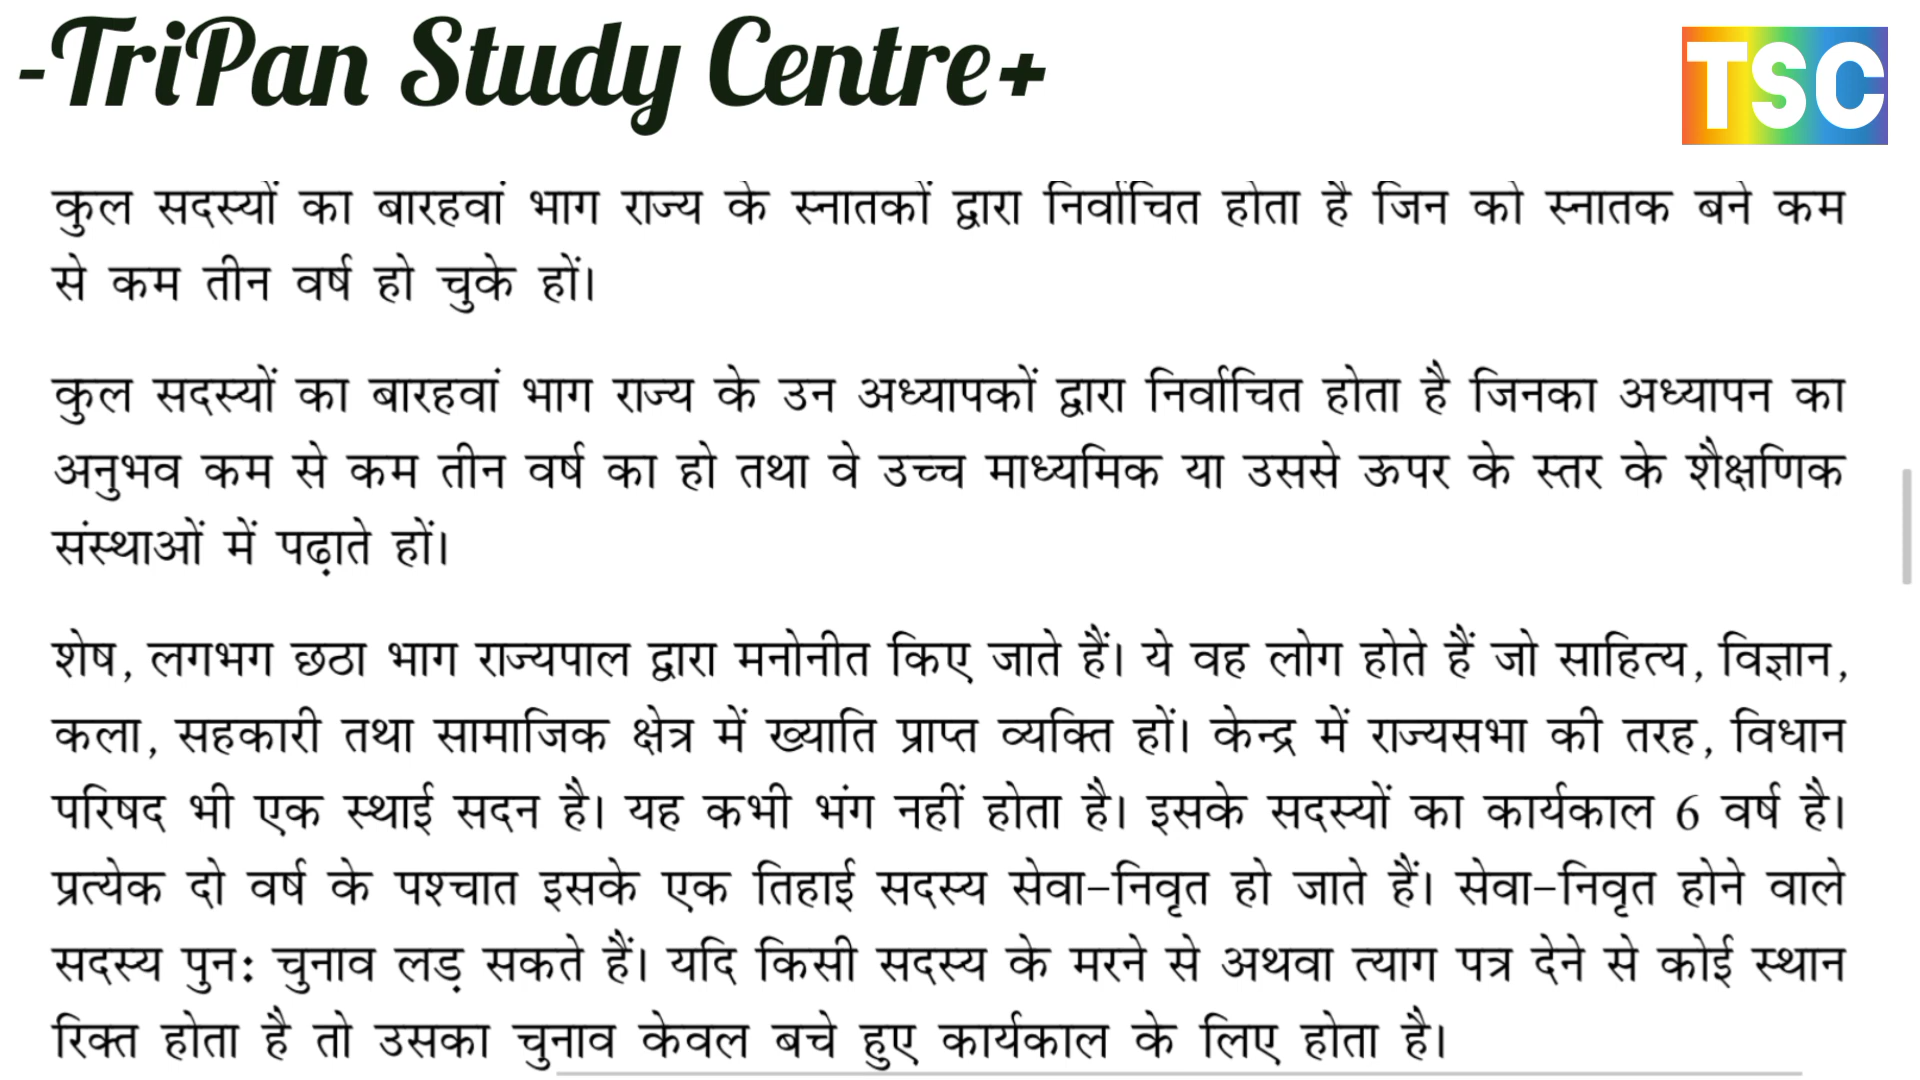 -TriPan Study Centre+
TSC
कुल सदस्यों का बारहवां भाग राज्य के स्नातकों द्वारा निर्वाचित होता है जिन को स्नातक बने कम
से कम तीन वर्ष हो चुके हों।
कुल सदस्यों का बारहवां भाग राज्य के उन अध्यापकों द्वारा निर्वाचित होता है जिनका अध्यापन का
अनुभव कम से कम तीन वर्ष का हो तथा वे उच्च माध्यमिक या उससे ऊपर के स्तर के शैक्षणिक
संस्थाओं में पढ़ाते हों।
शेष, लगभग छठा भाग राज्यपाल द्वारा मनोनीत किए जाते हैं। ये वह लोग होते हैं जो साहित्य, विज्ञान,
कला, सहकारी तथा सामाजिक क्षेत्र में ख्याति प्राप्त व्यक्ति हों। केन्द्र में राज्यसभा की तरह, विधान
परिषद भी एक स्थाई सदन है। यह कभी भंग नहीं होता है। इसके सदस्यों का कार्यकाल 6 वर्ष है।
प्रत्येक दो वर्ष के पश्चात इसके एक तिहाई सदस्य सेवा-निवृत हो जाते हैं। सेवा-निवृत होने वाले
सदस्य पुनः चुनाव लड़ सकते हैं। यदि किसी सदस्य के मरने से अथवा त्याग पत्र देने से कोई स्थान
रिक्त होता है तो उसका चुनाव केवल बचे हुए कार्यकाल के लिए होता है।